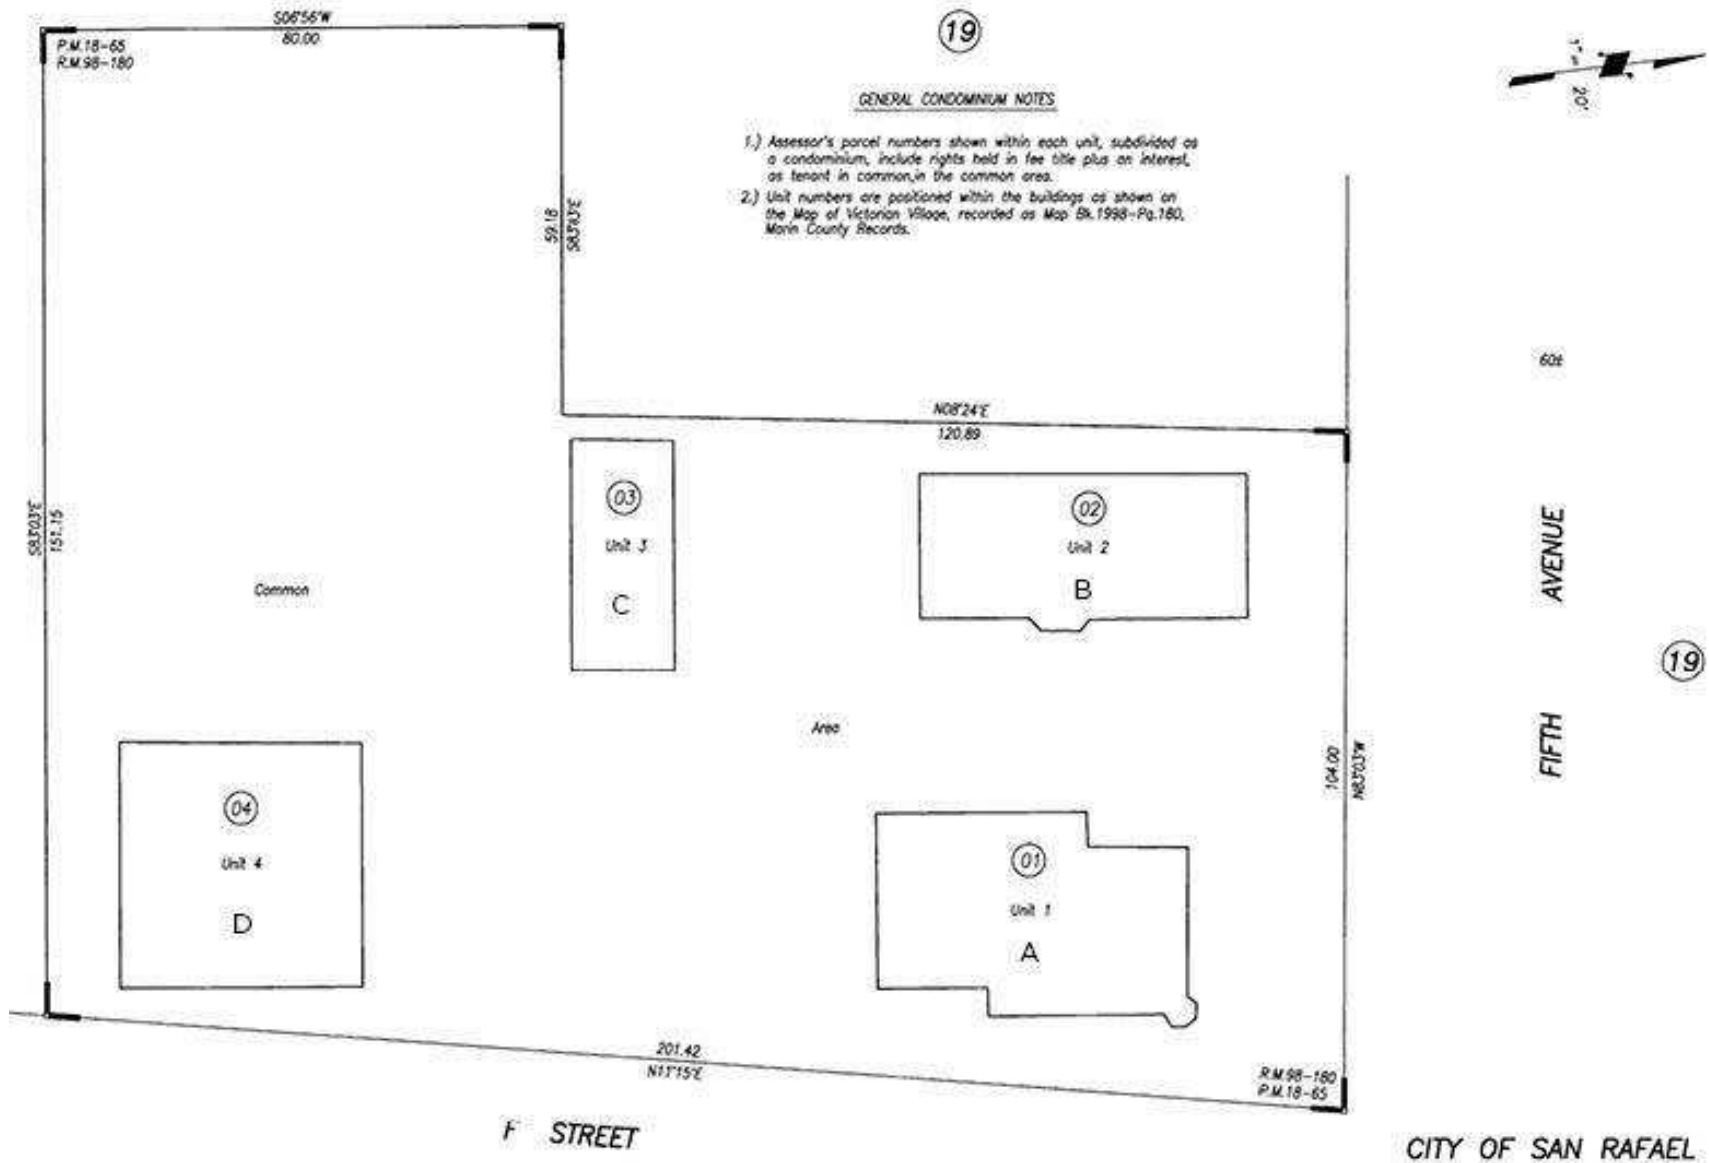 S06°56'W
80.00
P.M.18-65
R.M.98-180
19
1" = 20'
GENERAL CONDOMINIUM NOTES
1.) Assessor's parcel numbers shown within each unit, subdivided as
a condominium, include rights held in fee title plus an interest,
as tenant in common, in the common area.
2.) Unit numbers are positioned within the buildings as shown on
the Map of Victorian Village, recorded as Map Bk.1998-Pg.180,
Marin County Records.
59.18
60±
N08°24'E
120.89
S83°03'E
151.15
03
Unit 3
C
02
Unit 2
B
Common
FIFTH AVENUE
19
Area
104.00
N83°03'W
04
Unit 4
D
01
Unit 1
A
201.42
N11°15'E
R.M.98-180
P.M.18-65
F STREET
CITY OF SAN RAFAEL